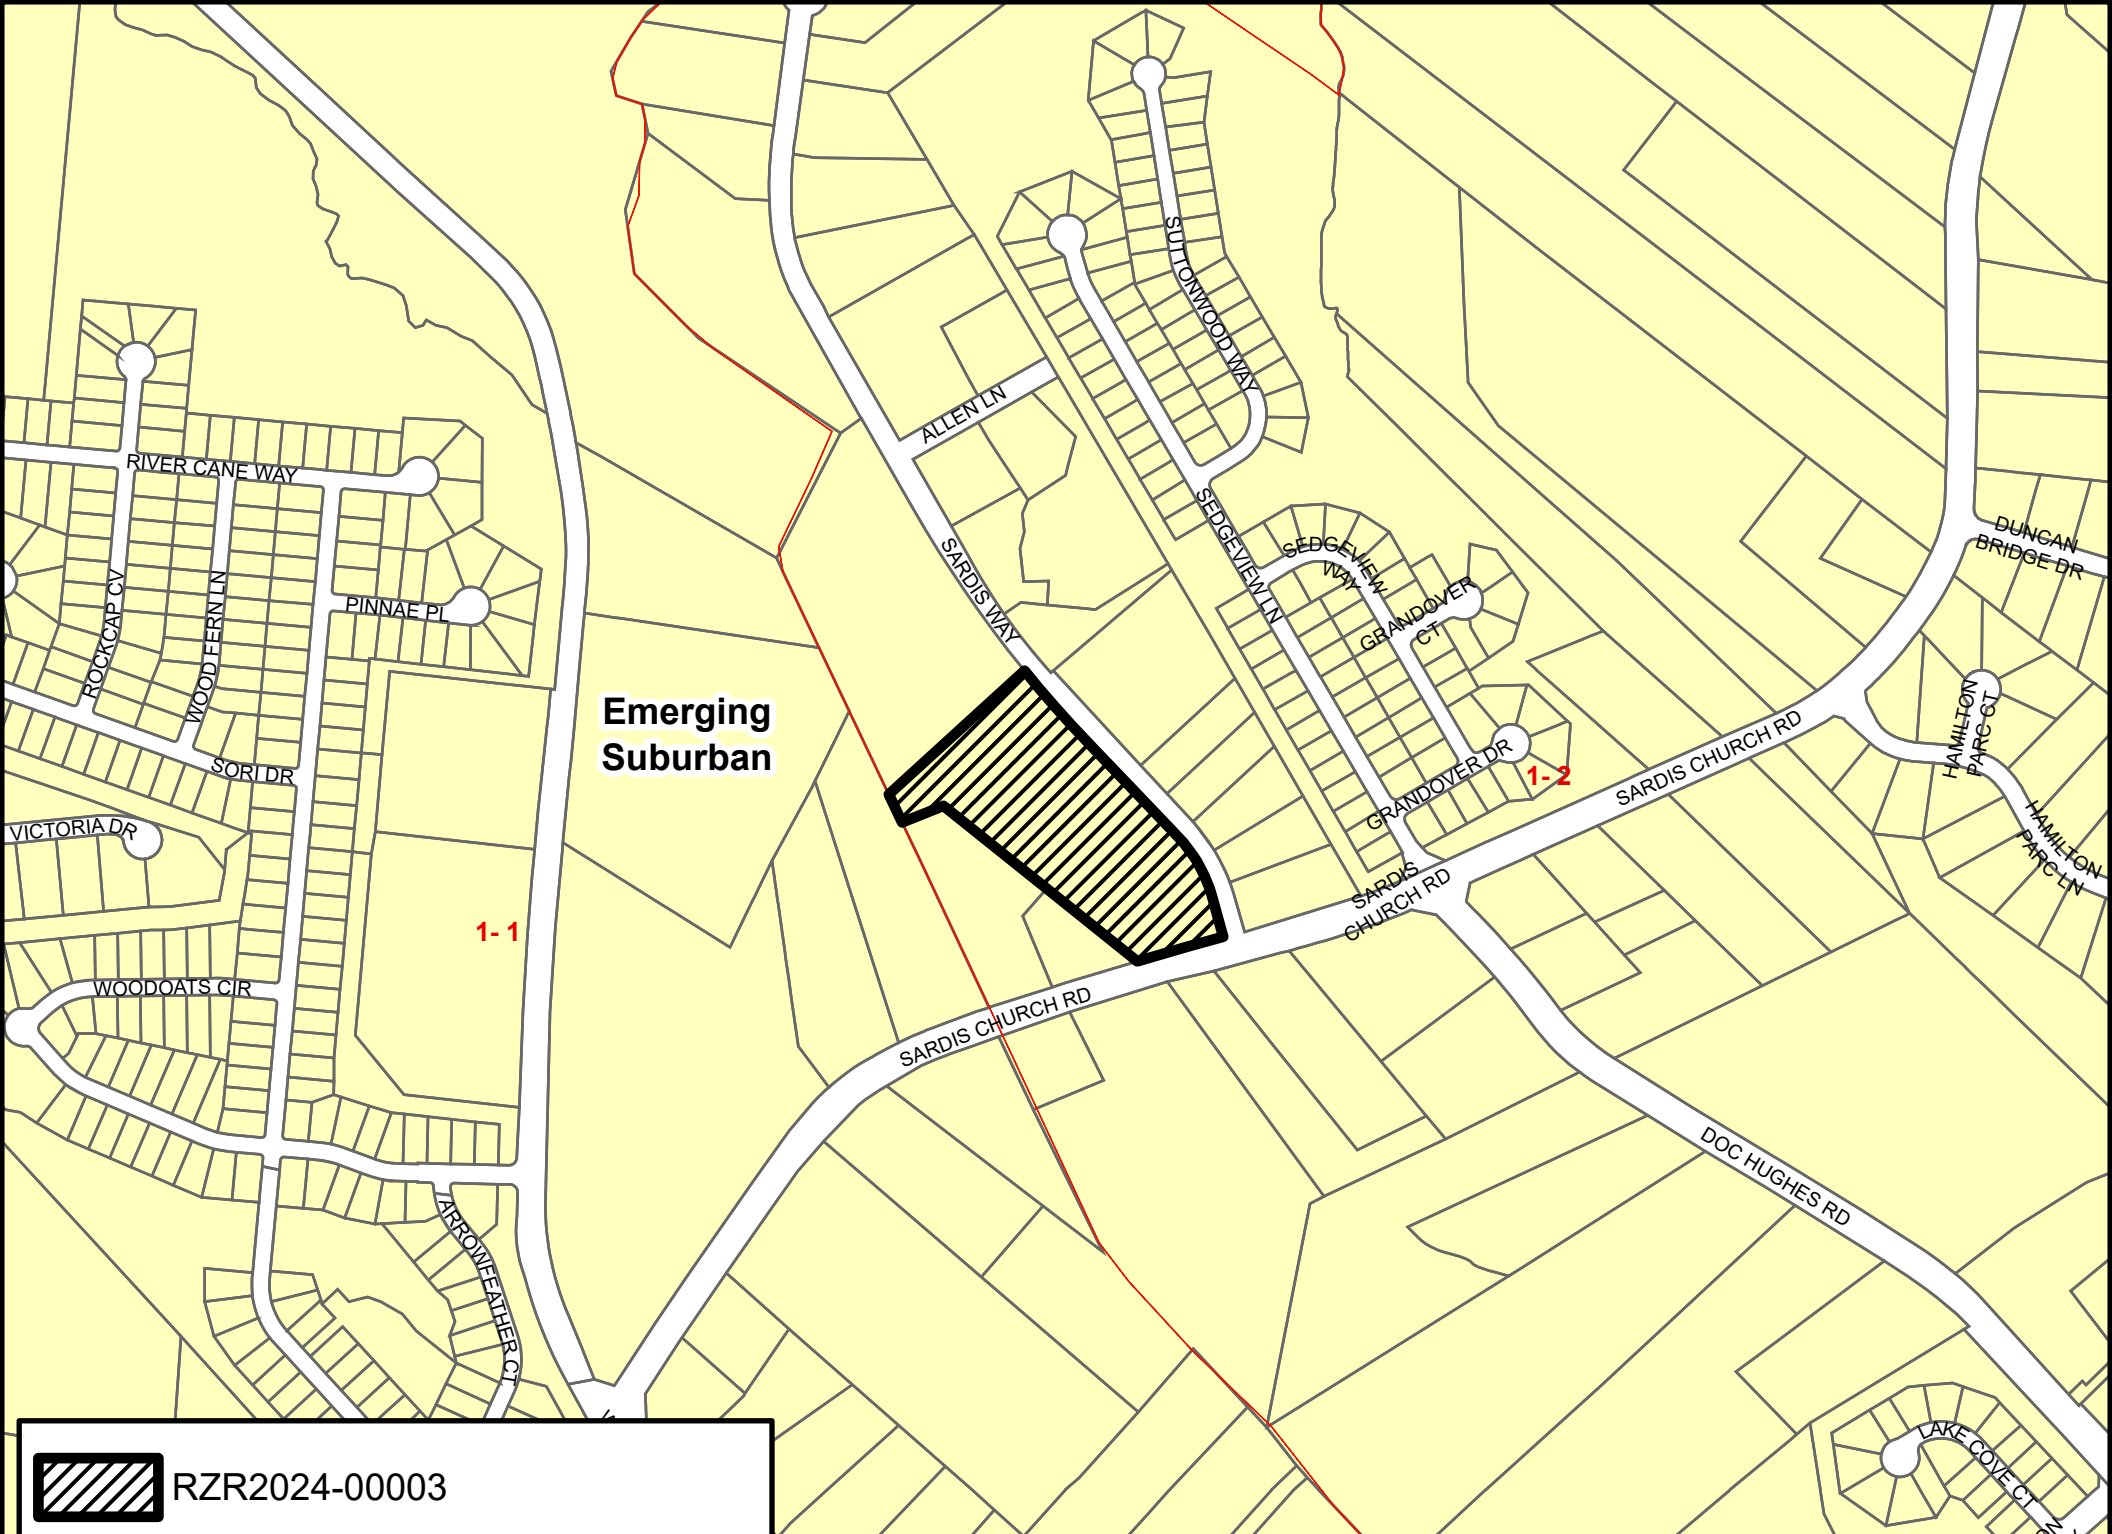 SUTTONWOOD WAY
ALLEN LN
RIVER CANE WAY
SARDIS WAY
SEDGEVIEW LN
SEDGEVIEW
WAY
GRANDOVER
CT
DUNCAN
BRIDGE DR
ROCKCAP CV
WOOD FERN LN
PINNAE PL
Emerging
Suburban
SORI DR
VICTORIA DR
GRANDOVER DR
1- 2
SARDIS CHURCH RD
HAMILTON
PARC CT
HAMILTON
PARC LN
SARDIS
CHURCH RD
1- 1
WOODOATS CIR
SARDIS CHURCH RD
DOC HUGHES RD
ARROWFEATHER CT
LAKE COVE CT
RZR2024-00003